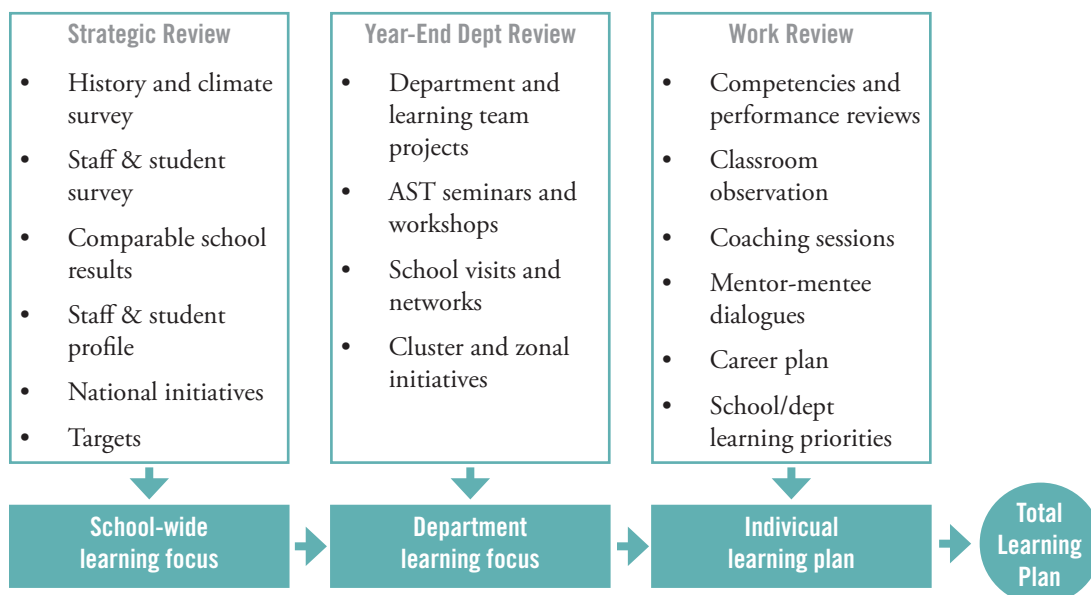 Strategic Review
• History and climate
survey
• Staff & student
survey
• Comparable school
results
• Staff & student
profile
• National initiatives
• Targets
Year-End Dept Review
• Department and
learning team
projects
• AST seminars and
workshops
• School visits and
networks
• Cluster and zonal
initiatives
Work Review
• Competencies and
performance reviews
• Classroom
observation
• Coaching sessions
• Mentor-mentee
dialogues
• Career plan
• School/dept
learning priorities
School-wide
learning focus
Department
learning focus
Indivicual
learning plan
Total
Learning
Plan